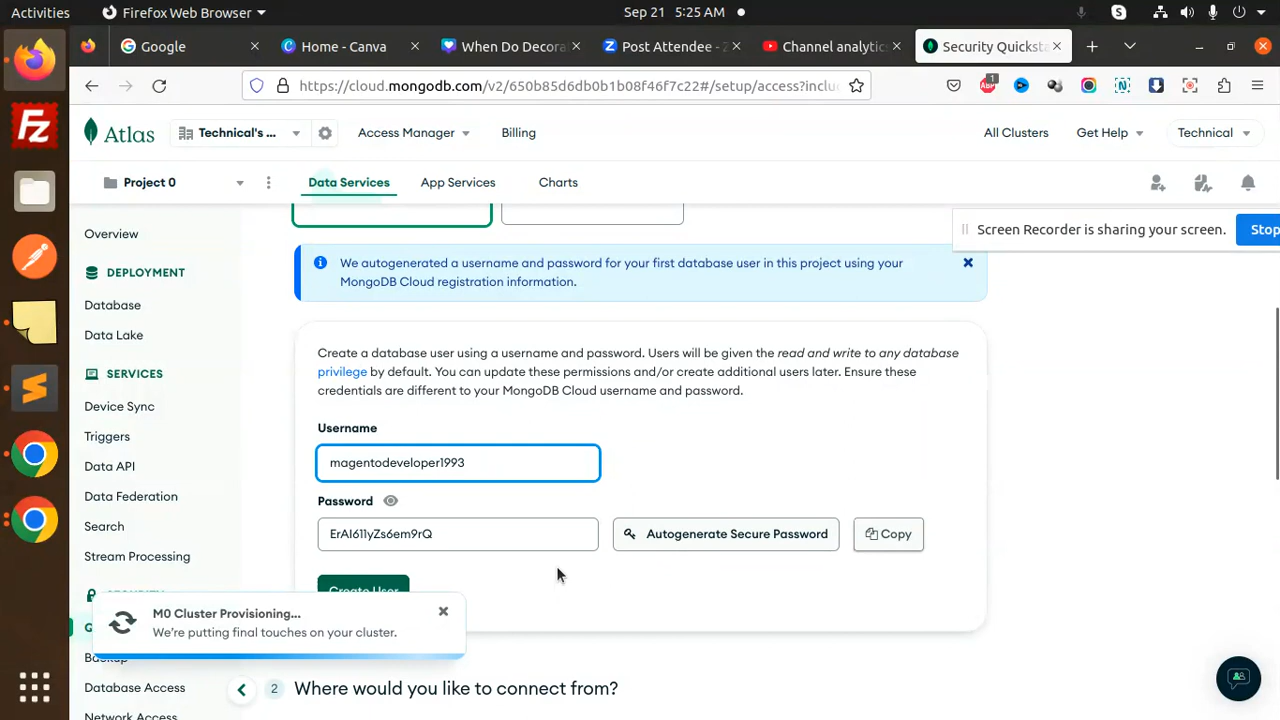 Activities
Firefox Web Browser
Sep 21 5:25 AM
Google
Home - Canva
When Do Decora
Post Attendee - Z
Channel analytic
Security Quicksta
https://cloud.mongodb.com/v2/650b85d6db0b1b08f46f7c22#/setup/access?inclu
1
Atlas
Technical's ...
Access Manager
Billing
All Clusters
Get Help
Technical
Project 0
Data Services
App Services
Charts
Screen Recorder is sharing your screen.
Stop
Overview
DEPLOYMENT
Database
Data Lake
SERVICES
Device Sync
Triggers
Data API
Data Federation
Search
Stream Processing
Backup
Database Access
Network Access
We autogenerated a username and password for your first database user in this project using your
MongoDB Cloud registration information.
Create a database user using a username and password. Users will be given the read and write to any database
privilege by default. You can update these permissions and/or create additional users later. Ensure these
credentials are different to your MongoDB Cloud username and password.
Username
magentodeveloper1993
Password
ErAI611yZs6em9rQ
Autogenerate Secure Password
Copy
Create User
M0 Cluster Provisioning...
We're putting final touches on your cluster.
2
Where would you like to connect from?